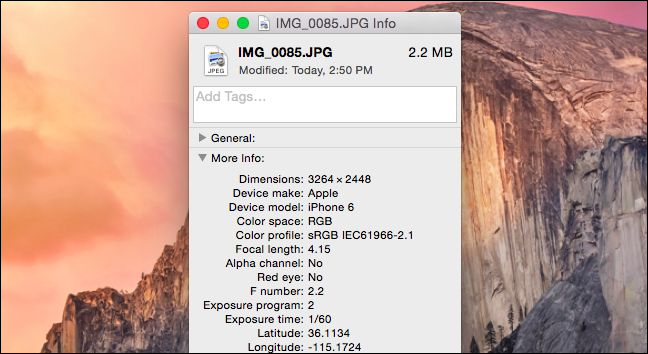 IMG_0085.JPG Info
IMG_0085.JPG 2.2 MB
JPEG
Modified: Today, 2:50 PM
Add Tags...
General:
More Info:
Dimensions: 3264 × 2448
Device make: Apple
Device model: iPhone 6
Color space: RGB
Color profile: sRGB IEC61966-2.1
Focal length: 4.15
Alpha channel: No
Red eye: No
F number: 2.2
Exposure program: 2
Exposure time: 1/60
Latitude: 36.1134
Longitude: -115.1724